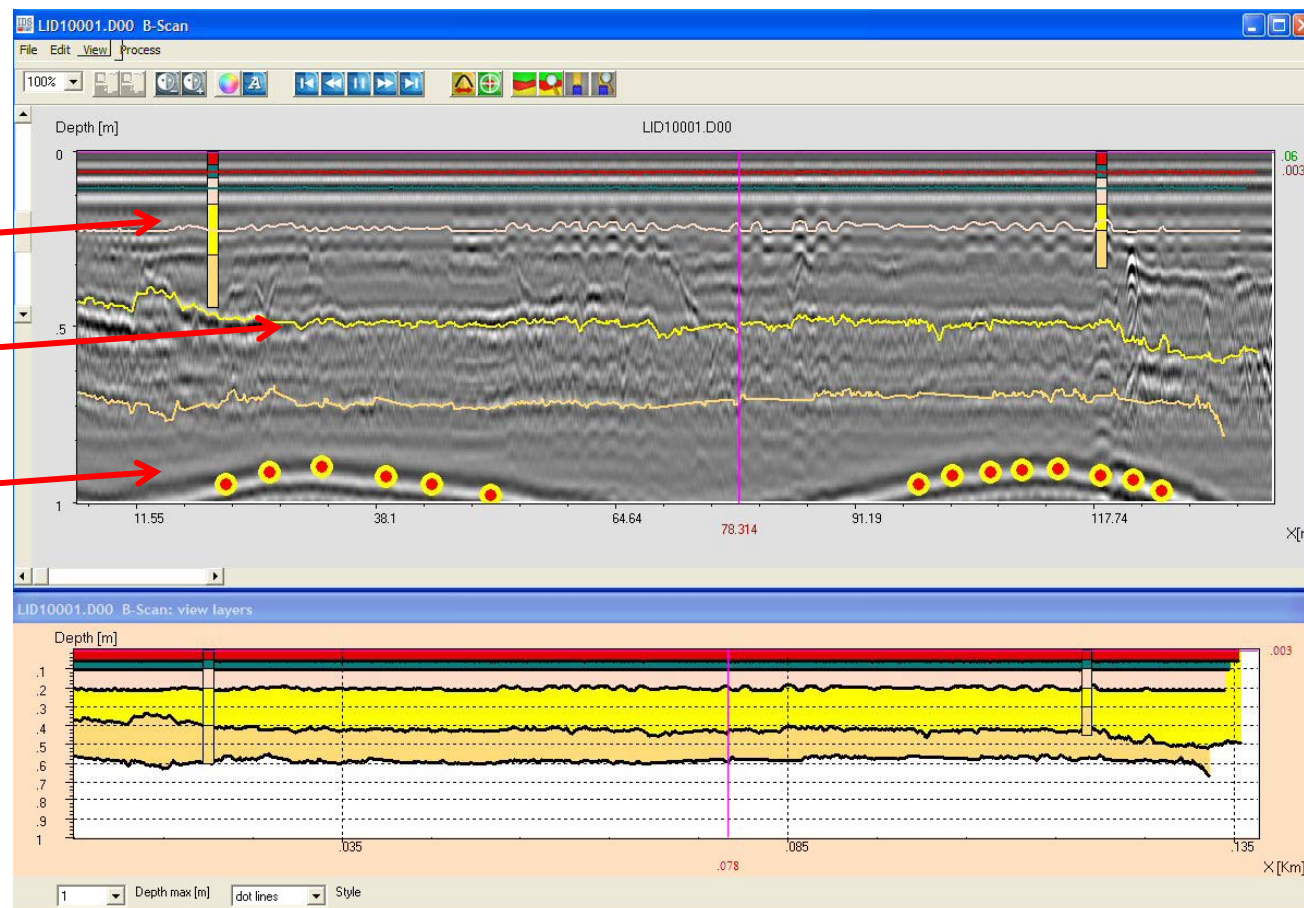 LID10001.D00 B-Scan
File Edit View Process
100%
A
Depth [m]
LID10001.D00
0
.06
.003
.5
1
11.55 38.1 64.64 91.19 117.74
78.314
LID10001.D00 B-Scan: view layers
Depth [m]
.003
.1
.2
.3
.4
.5
.6
.7
.8
.9
1
.035 .085 .135
.078
X [Km]
1 Depth max [m] dot lines Style